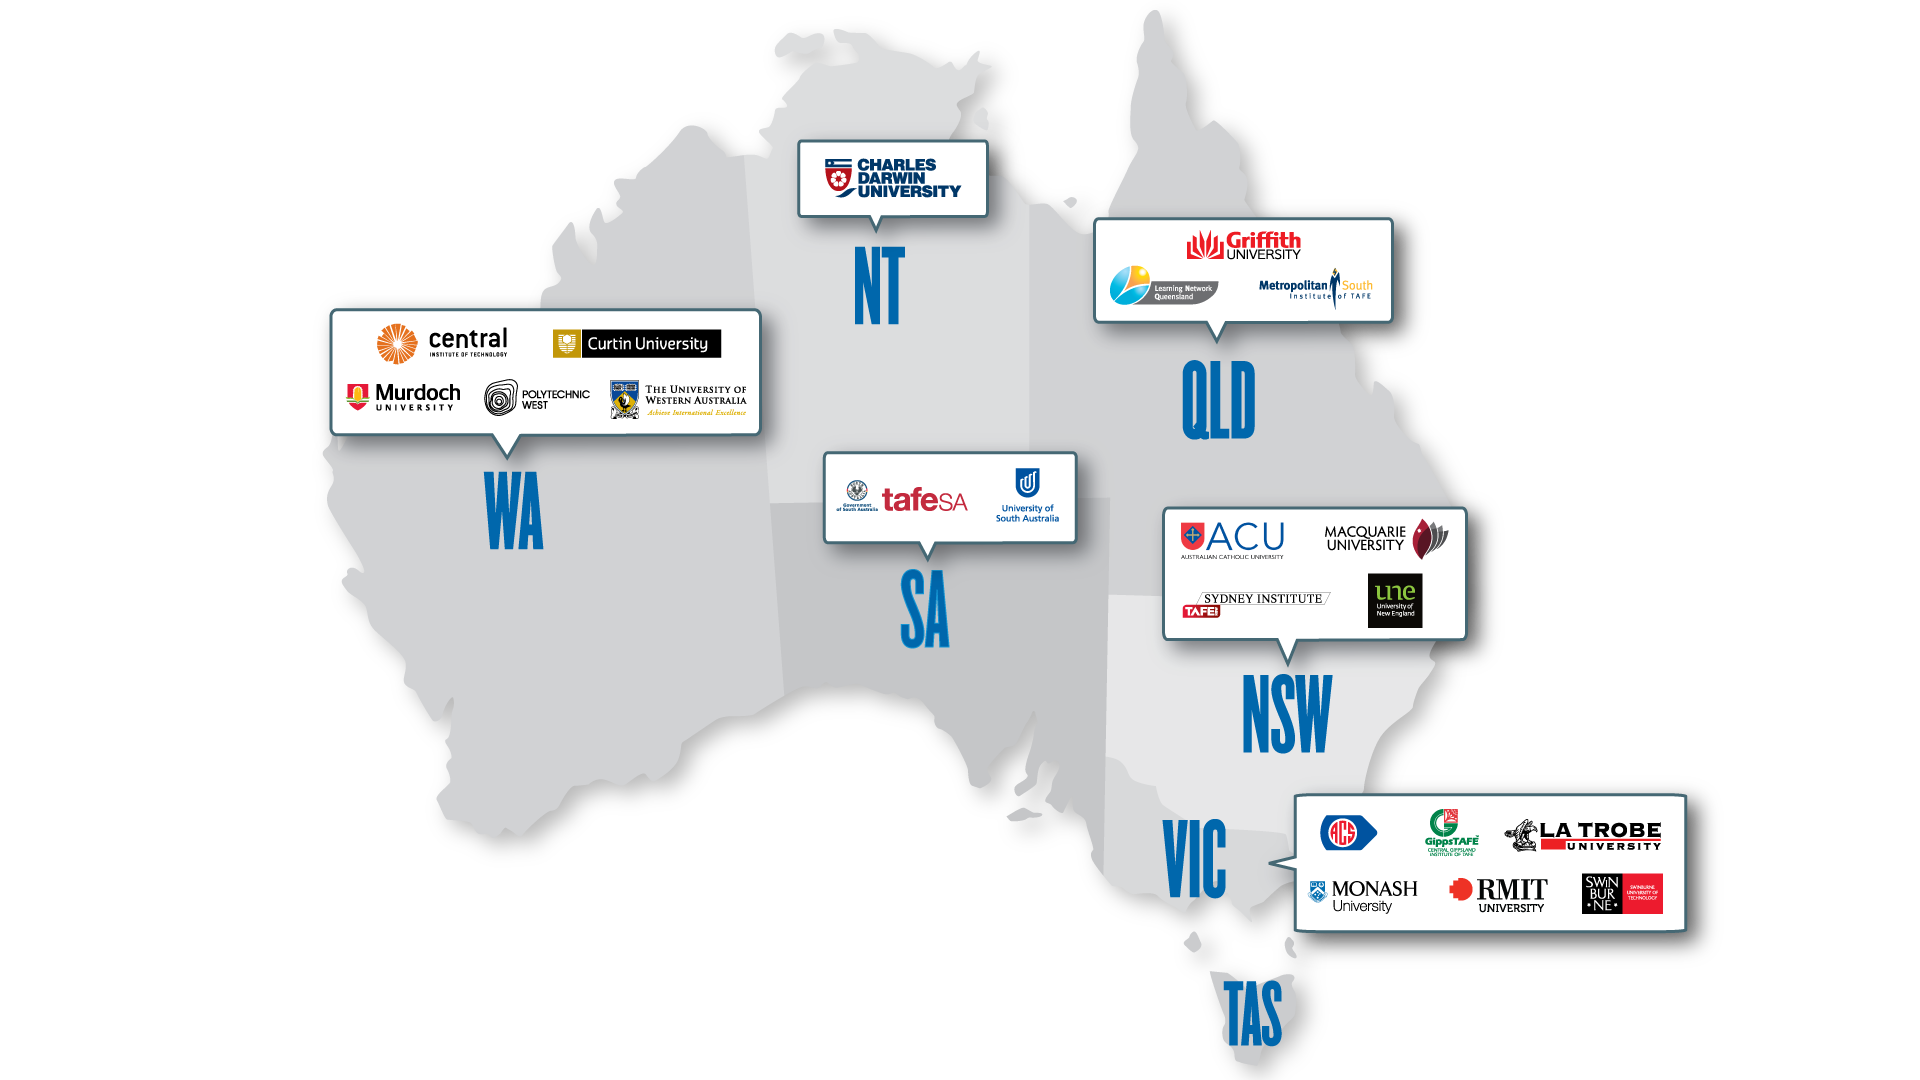 CHARLES
DARWIN
UNIVERSITY
NT
Griffith
UNIVERSITY
Learning Network
Queensland
Metropolitan South
Institute of TAFE
QLD
central
INSTITUTE OF TECHNOLOGY
Curtin University
Murdoch
UNIVERSITY
POLYTECHNIC
WEST
THE UNIVERSITY OF
WESTERN AUSTRALIA
Achieve International Excellence
WA
Government
of South Australia
tafeSA
University of
South Australia
SA
ACU
AUSTRALIAN CATHOLIC UNIVERSITY
MACQUARIE
UNIVERSITY
SYDNEY INSTITUTE
TAFE
une
University of
New England
NSW
ACS
GippsTAFE
CENTRAL GIPPSLAND
INSTITUTE OF TAFE
LA TROBE
UNIVERSITY
MONASH
University
RMIT
UNIVERSITY
SWIN
BUR
NE
SWINBURNE
UNIVERSITY OF
TECHNOLOGY
VIC
TAS